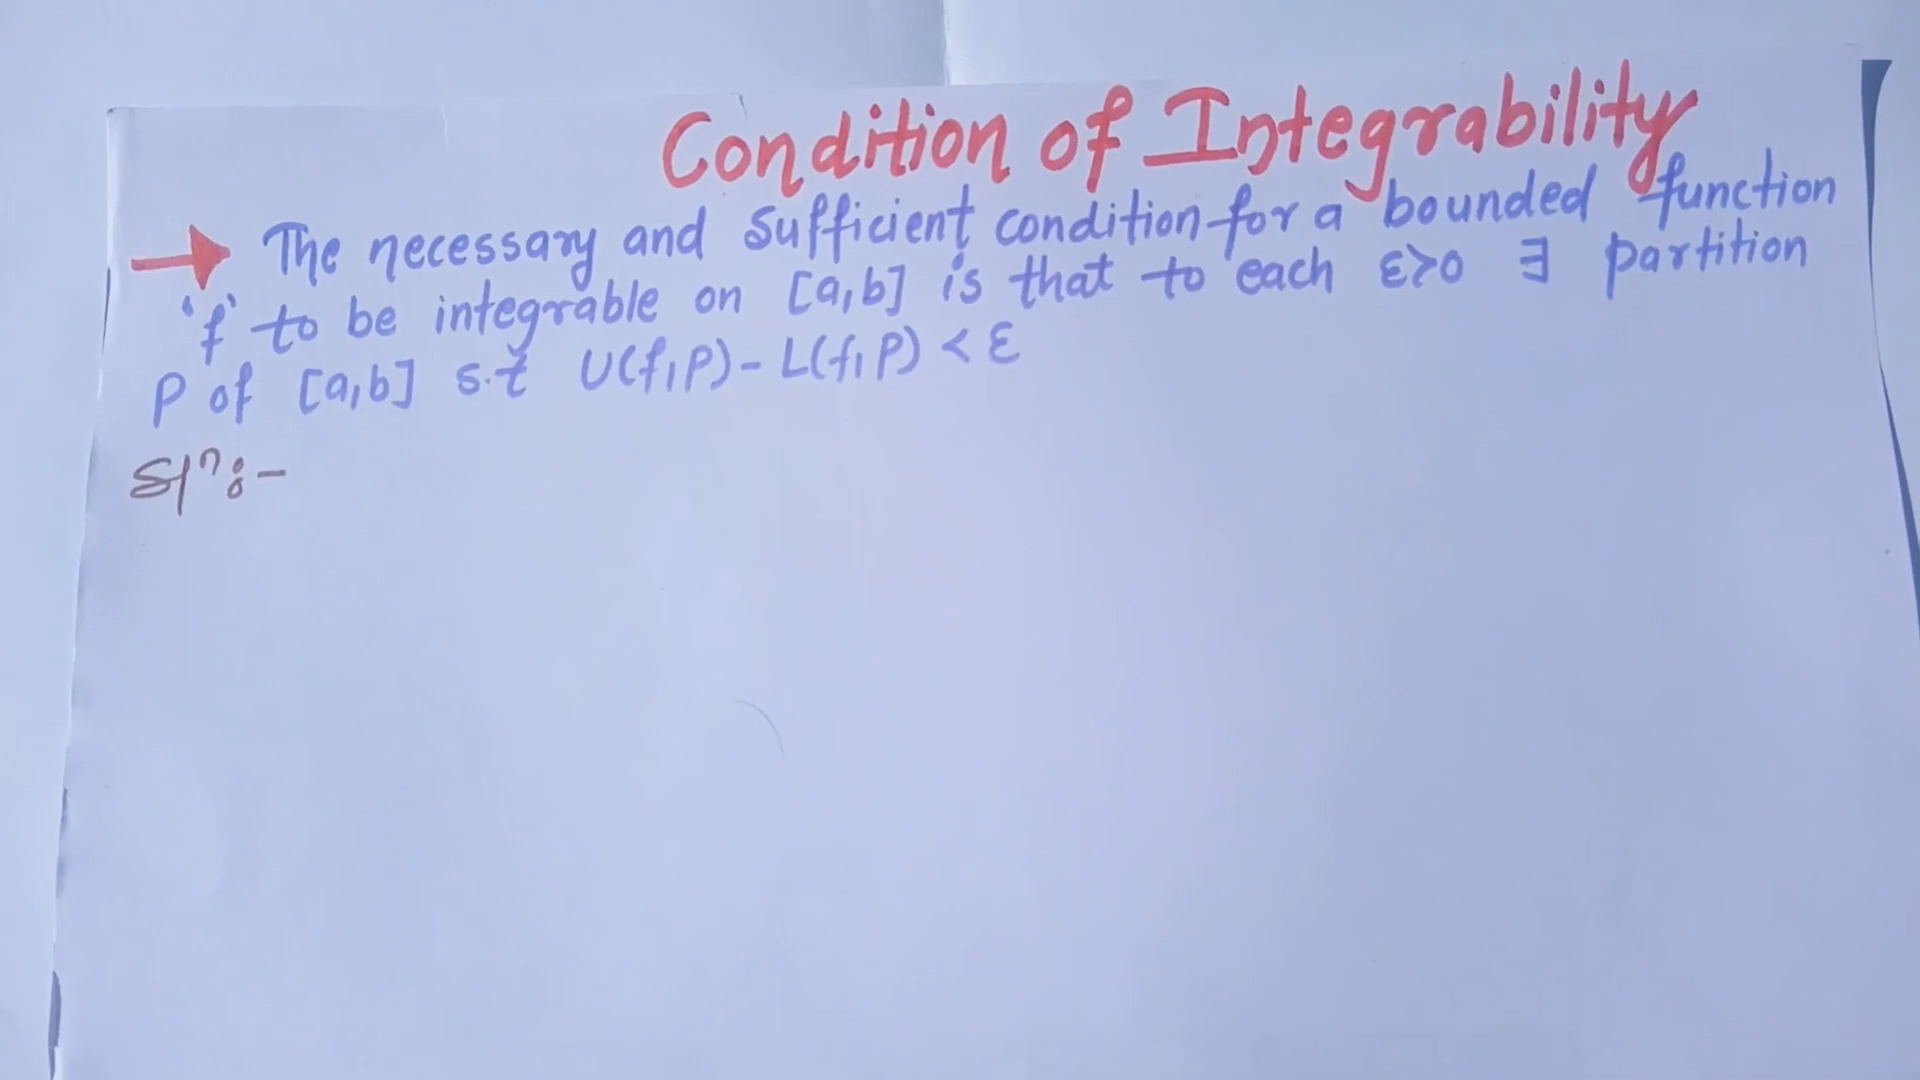 Condition of Integrability
→ The necessary and sufficient condition for a bounded function
'f' to be integrable on [a,b] is that to each ε>0 ∃ partition
P of [a,b] s.t U(f,P)-L(f,P) < ε
Slⁿ:-